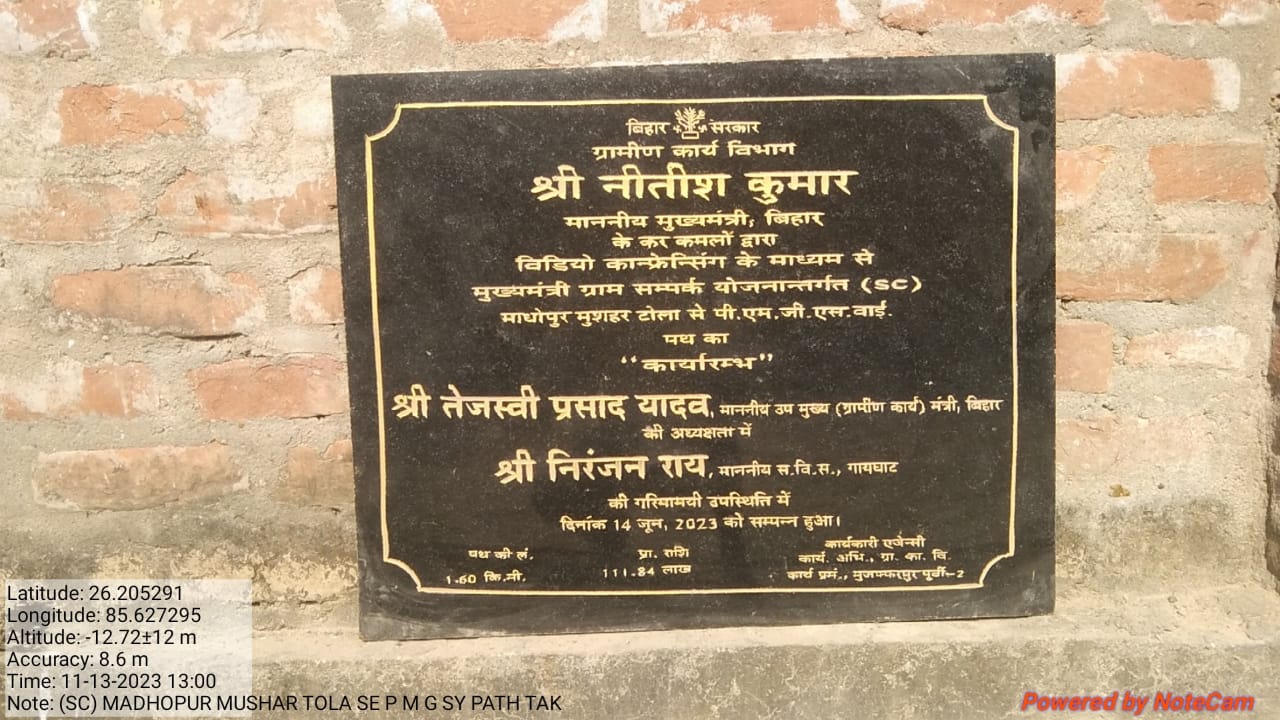 बिहार सरकार
ग्रामीण कार्य विभाग
श्री नीतीश कुमार
माननीय मुख्यमंत्री, बिहार
के कर कमलों द्वारा
विडियो कान्फ्रेन्सिंग के माध्यम से
मुख्यमंत्री ग्राम सम्पर्क योजनान्तर्गत (SC)
माधोपुर मुशहर टोला से पी.एम.जी.एस.वाई.
पथ का
“कार्यारम्भ”
श्री तेजस्वी प्रसाद यादव, माननीय उप मुख्य (ग्रामीण कार्य) मंत्री, बिहार
की अध्यक्षता में
श्री निरंजन राय, माननीय स.वि.स., गायघाट
की गरिमामयी उपस्थिति में
दिनांक 14 जून, 2023 को सम्पन्न हुआ।
पथ की लं.
1.60 कि.मी.
प्रा. राशि
111.84 लाख
कार्यकारी एजेन्सी
कार्य. अभि., ग्रा. का. वि.
कार्य प्रमं., मुजफ्फरपुर पूर्वी-2
Latitude: 26.205291
Longitude: 85.627295
Altitude: -12.72±12 m
Accuracy: 8.6 m
Time: 11-13-2023 13:00
Note: (SC) MADHOPUR MUSHAR TOLA SE P M G SY PATH TAK
Powered by NoteCam